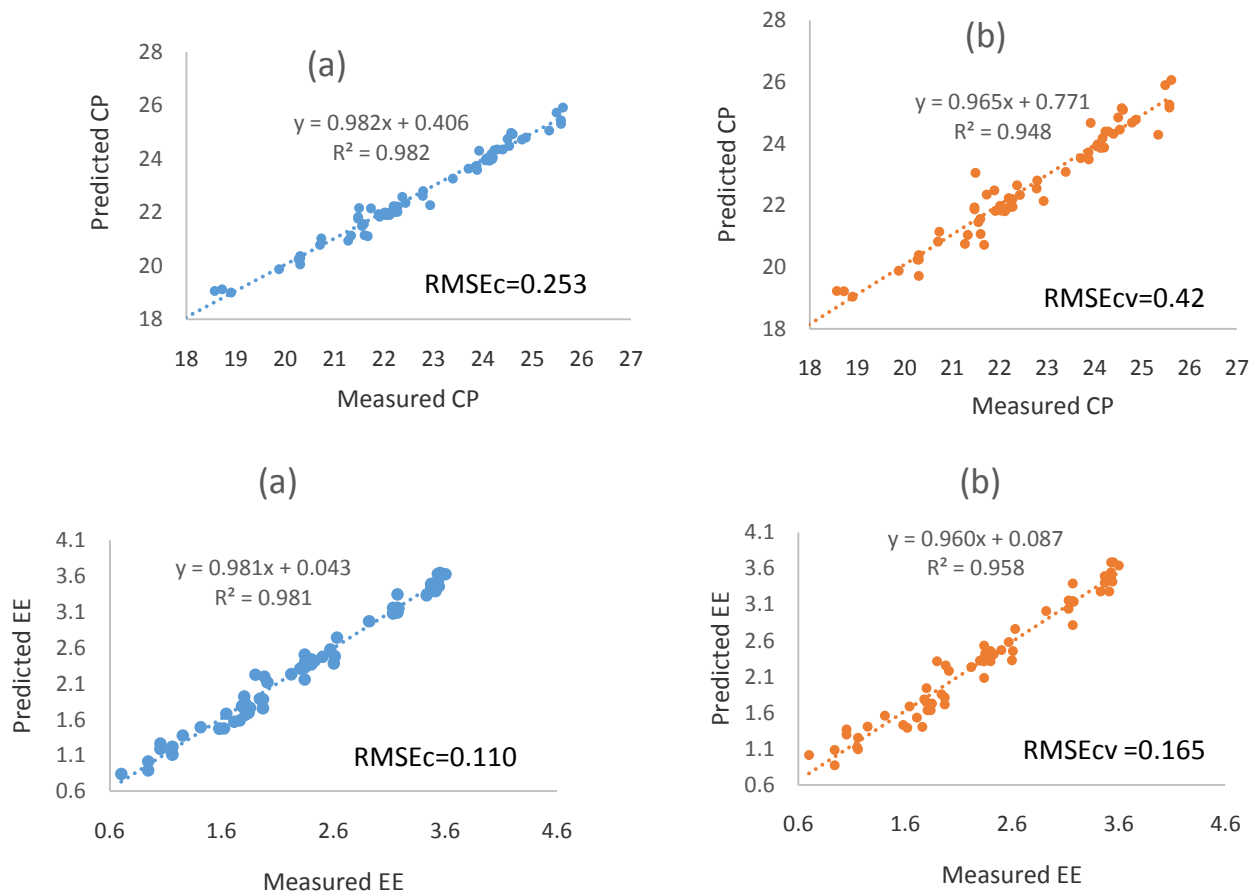 (a)
y = 0.982x + 0.406
R² = 0.982
RMSEc=0.253
Predicted CP
28
26
24
22
20
18
18 19 20 21 22 23 24 25 26 27
Measured CP
(b)
y = 0.965x + 0.771
R² = 0.948
RMSEcv=0.42
Predicted CP
28
26
24
22
20
18
18 19 20 21 22 23 24 25 26 27
Measured CP
(a)
y = 0.981x + 0.043
R² = 0.981
RMSEc=0.110
Predicted EE
4.1
3.6
3.1
2.6
2.1
1.6
1.1
0.6
0.6 1.6 2.6 3.6 4.6
Measured EE
(b)
y = 0.960x + 0.087
R² = 0.958
RMSEcv =0.165
Predicted EE
4.1
3.6
3.1
2.6
2.1
1.6
1.1
0.6
0.6 1.6 2.6 3.6 4.6
Measured EE